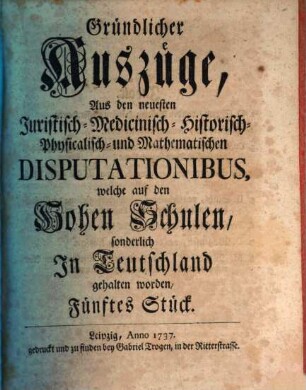 Gründlicher
Auszüge,
Aus den neuesten
Juristisch-Medicinisch-Historisch-
Physicalisch-und Mathematischen
DISPUTATIONIBUS,
welche auf den
Hohen Schulen/
sonderlich
In Teutschland
gehalten worden/
Fünftes Stück.
Leipzig, Anno 1737.
gedruckt und zu finden bey Gabriel Trogen, in der Ritterstrasse.